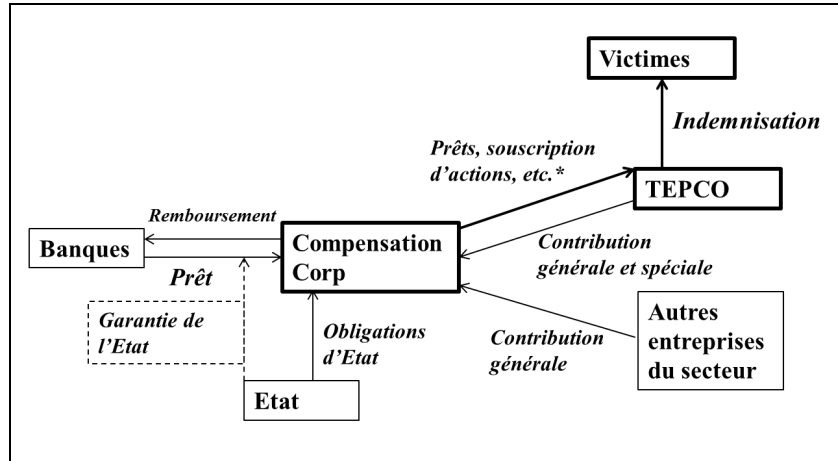 Victimes
Indemnisation
Prêts, souscription
d'actions, etc.*
TEPCO
Remboursement
Banques
Compensation
Corp
Prêt
Contribution
générale et spéciale
Garantie de
l'Etat
Obligations
d'Etat
Contribution
générale
Autres
entreprises
du secteur
Etat